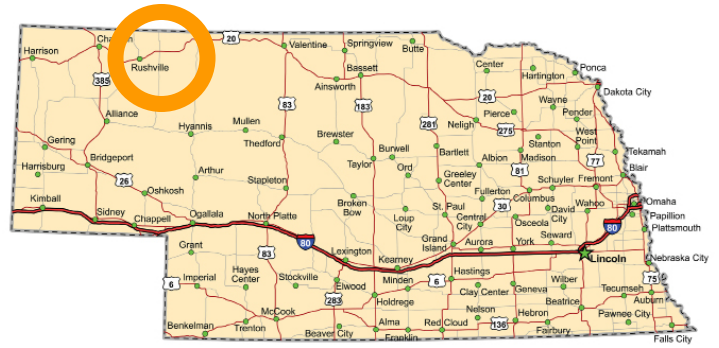 Harrison
Rushville
20
Valentine
Springview
Butte
385
Bassett
Ainsworth
Center
Hartington
Ponca
Dakota City
Alliance
83
183
20
Wayne
Pender
Pierce
281
Neligh
275
Hyannis
Mullen
Thedford
Brewster
Stanton
West
Point
Gering
Bridgeport
Taylor
Burwell
Bartlett
Albion
Madison
77
Tekamah
Harrisburg
26
Arthur
Stapleton
Ord
Greeley
Center
81
Blair
Oshkosh
Fullerton
Schuyler
Fremont
Kimball
Sidney
Chappell
Ogallala
North Platte
Broken
Bow
Loup
City
St. Paul
Central
City
30
Columbus
Osceola
David
City
Wahoo
Omaha
Papillion
Plattsmouth
80
Grant
83
80
Lexington
Kearney
Grand
Island
Aurora
York
Seward
Lincoln
Nebraska City
6
Imperial
Hayes
Center
Stockville
Elwood
Minden
6
Hastings
Clay Center
Geneva
Wilber
75
283
Holdrege
Beatrice
Tecumseh
Auburn
Benkelman
Trenton
McCook
Beaver City
Alma
Franklin
Red Cloud
Nelson
136
Hebron
Fairbury
Pawnee City
Falls City